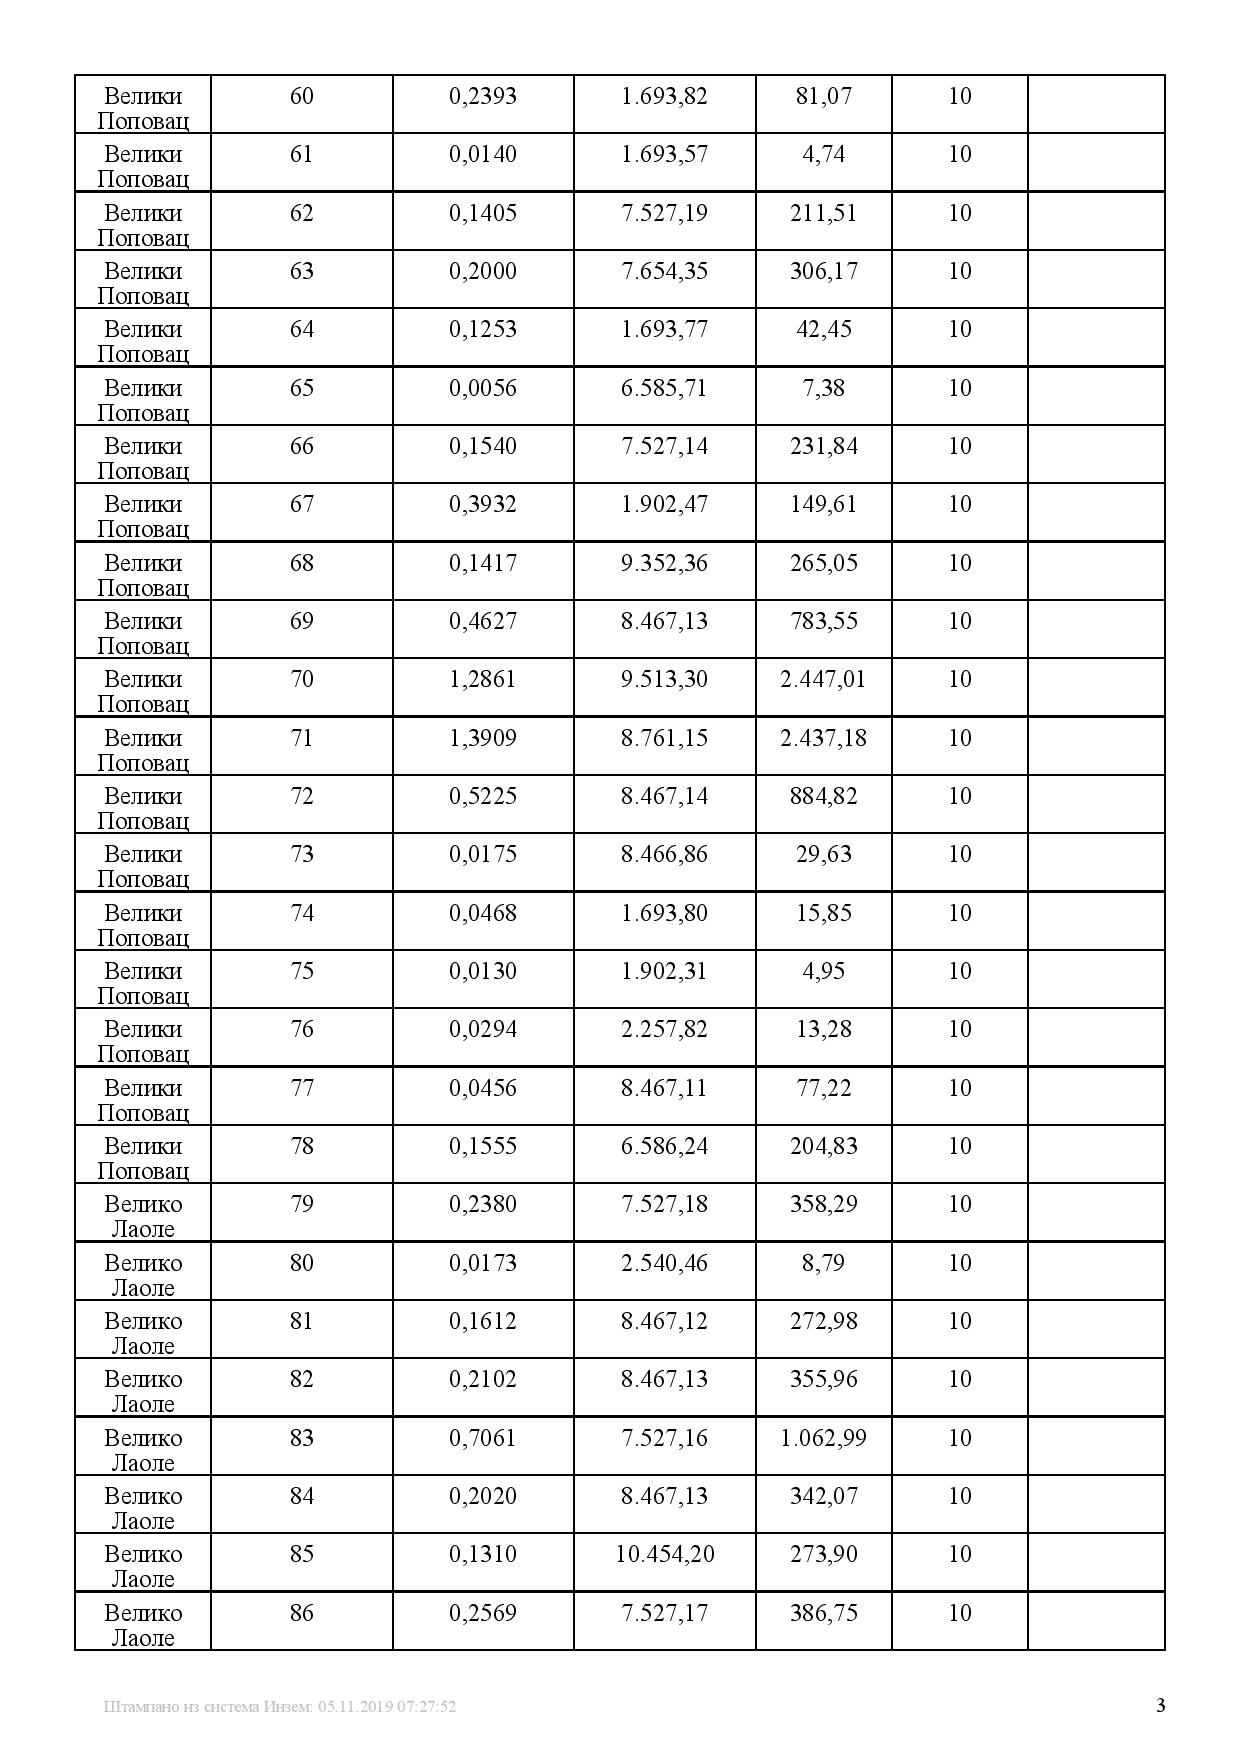 Велики 60 0,2393 1.693,82 81,07 10
Поповац
Велики 61 0,0140 1.693,57 4,74 10
Поповац
Велики 62 0,1405 7.527,19 211,51 10
Поповац
Велики 63 0,2000 7.654,35 306,17 10
Поповац
Велики 64 0,1253 1.693,77 42,45 10
Поповац
Велики 65 0,0056 6.585,71 7,38 10
Поповац
Велики 66 0,1540 7.527,14 231,84 10
Поповац
Велики 67 0,3932 1.902,47 149,61 10
Поповац
Велики 68 0,1417 9.352,36 265,05 10
Поповац
Велики 69 0,4627 8.467,13 783,55 10
Поповац
Велики 70 1,2861 9.513,30 2.447,01 10
Поповац
Велики 71 1,3909 8.761,15 2.437,18 10
Поповац
Велики 72 0,5225 8.467,14 884,82 10
Поповац
Велики 73 0,0175 8.466,86 29,63 10
Поповац
Велики 74 0,0468 1.693,80 15,85 10
Поповац
Велики 75 0,0130 1.902,31 4,95 10
Поповац
Велики 76 0,0294 2.257,82 13,28 10
Поповац
Велики 77 0,0456 8.467,11 77,22 10
Поповац
Велики 78 0,1555 6.586,24 204,83 10
Поповац
Велико 79 0,2380 7.527,18 358,29 10
Лаоле
Велико 80 0,0173 2.540,46 8,79 10
Лаоле
Велико 81 0,1612 8.467,12 272,98 10
Лаоле
Велико 82 0,2102 8.467,13 355,96 10
Лаоле
Велико 83 0,7061 7.527,16 1.062,99 10
Лаоле
Велико 84 0,2020 8.467,13 342,07 10
Лаоле
Велико 85 0,1310 10.454,20 273,90 10
Лаоле
Велико 86 0,2569 7.527,17 386,75 10
Лаоле
Штампано из система Инзем: 05.11.2019 07:27:52 3